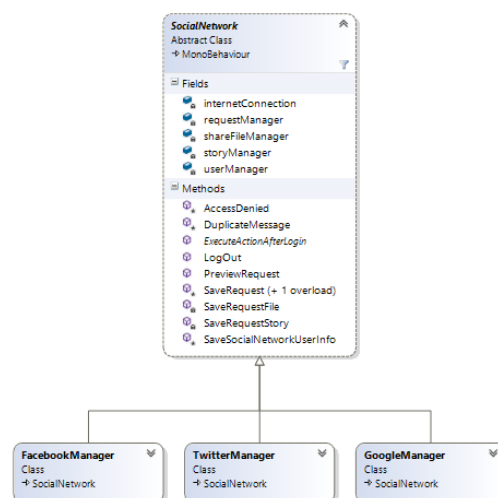 SocialNetwork
Abstract Class
MonoBehaviour
Fields
internetConnection
requestManager
shareFileManager
storyManager
userManager
Methods
AccessDenied
DuplicateMessage
ExecuteActionAfterLogin
LogOut
PreviewRequest
SaveRequest (+ 1 overload)
SaveRequestFile
SaveRequestStory
SaveSocialNetworkUserInfo
FacebookManager
Class
SocialNetwork
TwitterManager
Class
SocialNetwork
GoogleManager
Class
SocialNetwork